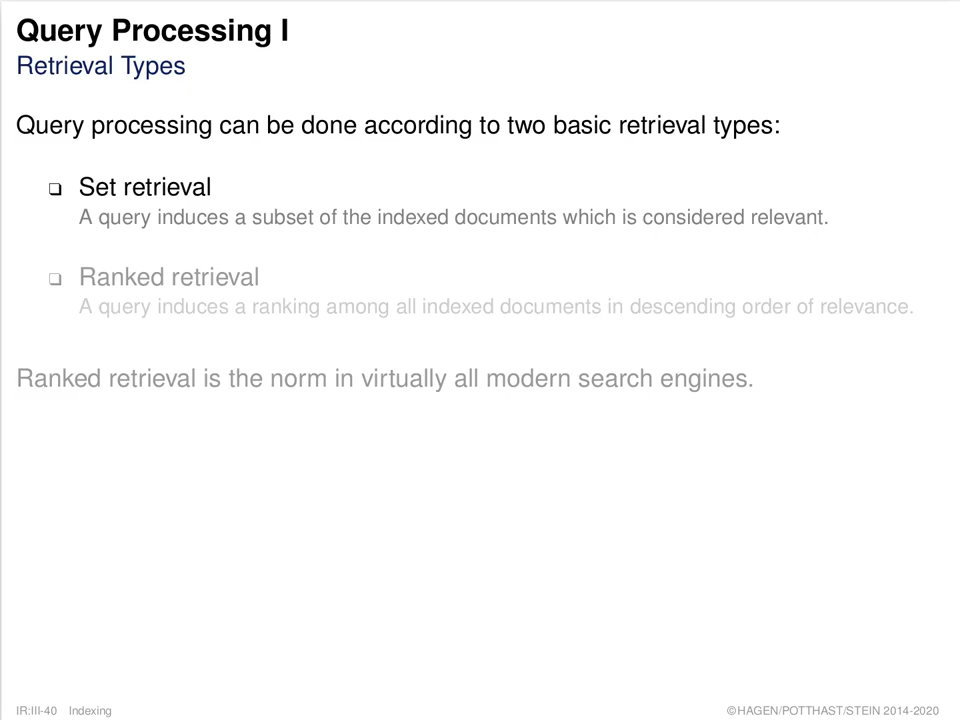 Query Processing I
Retrieval Types
Query processing can be done according to two basic retrieval types:
❑ Set retrieval
A query induces a subset of the indexed documents which is considered relevant.
❑ Ranked retrieval
A query induces a ranking among all indexed documents in descending order of relevance.
Ranked retrieval is the norm in virtually all modern search engines.
IR:III-40 Indexing ©HAGEN/POTTHAST/STEIN 2014-2020